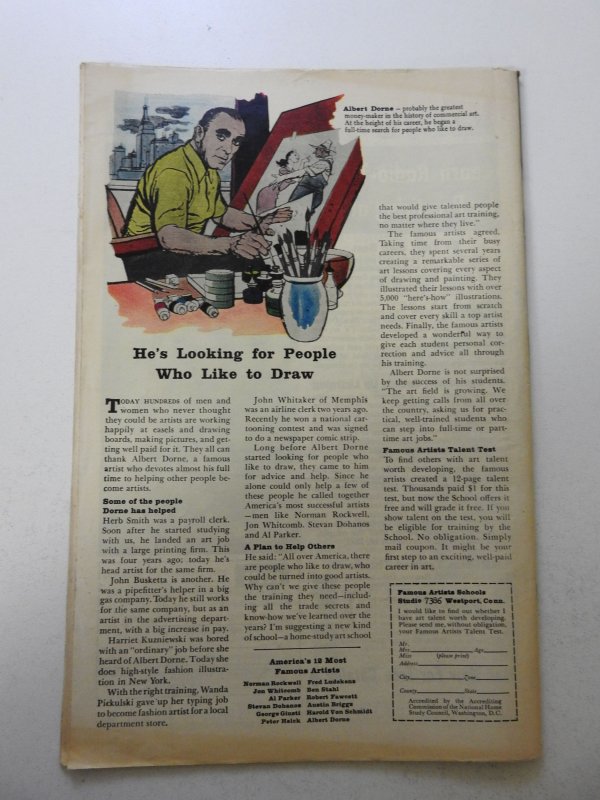 Albert Dorne – probably the greatest
money-maker in the history of commercial art.
At the height of his career, he began a
full-time search for people who like to draw.
He's Looking for People
Who Like to Draw
TODAY HUNDREDS of men and
women who never thought
they could be artists are working
happily at easels and drawing
boards, making pictures, and get-
ting well paid for it. They all can
thank Albert Dorne, a famous
artist who devotes almost his full
time to helping other people be-
come artists.
Some of the people
Dorne has helped
Herb Smith was a payroll clerk.
Soon after he started studying
with us, he landed an art job
with a large printing firm. This
was four years ago; today he's
head artist for the same firm.
John Busketta is another. He
was a pipefitter's helper in a big
gas company. Today he still works
for the same company, but as an
artist in the advertising depart-
ment, with a big increase in pay.
Harriet Kuzniewski was bored
with an "ordinary" job before she
heard of Albert Dorne. Today she
does high-style fashion illustra-
tion in New York.
With the right training, Wanda
Pickulski gave up her typing job
to become fashion artist for a local
department store.
John Whitaker of Memphis
was an airline clerk two years ago.
Recently he won a national car-
tooning contest and was signed
to do a newspaper comic strip.
Long before Albert Dorne
started looking for people who
like to draw, they came to him
for advice and help. Since he
alone could only help a few of
these people he called together
America's most successful artists
—men like Norman Rockwell,
Jon Whitcomb, Stevan Dohanos
and Al Parker.
A Plan to Help Others
He said: "All over America, there
are people who like to draw, who
could be turned into good artists.
Why can't we give these people
the training they need—includ-
ing all the trade secrets and
know-how we've learned over the
years? I'm suggesting a new kind
of school—a home-study art school
America's 12 Most
Famous Artists
Norman Rockwell Fred Ludekens
Jon Whitcomb Ben Stahl
Al Parker Robert Fawcett
Stevan Dohanos Austin Briggs
George Giusti Harold Von Schmidt
Peter Helck Albert Dorne
that would give talented people
the best professional art training,
no matter where they live."
The famous artists agreed.
Taking time from their busy
careers, they spent several years
creating a remarkable series of
art lessons covering every aspect
of drawing and painting. They
illustrated their lessons with over
5,000 "here's-how" illustrations.
The lessons start from scratch
and cover every skill a top artist
needs. Finally, the famous artists
developed a wonderful way to
give each student personal cor-
rection and advice all through
his training.
Albert Dorne is not surprised
by the success of his students.
"The art field is growing. We
keep getting calls from all over
the country, asking us for prac-
tical, well-trained students who
can step into full-time or part-
time art jobs."
Famous Artists Talent Test
To find others with art talent
worth developing, the famous
artists created a 12-page talent
test. Thousands paid $1 for this
test, but now the School offers it
free and will grade it free. If you
show talent on the test, you will
be eligible for training by the
School. No obligation. Simply
mail coupon. It might be your
first step to an exciting, well-paid
career in art.
Famous Artists Schools
Studio 7386 Westport, Conn.
I would like to find out whether I
have art talent worth developing.
Please send me, without obligation,
your Famous Artists Talent Test.
Mr.
Mrs. Age
Miss (please print)
Address
City Zone
County State
Accredited by the Accrediting
Commission of the National Home
Study Council, Washington, D.C.